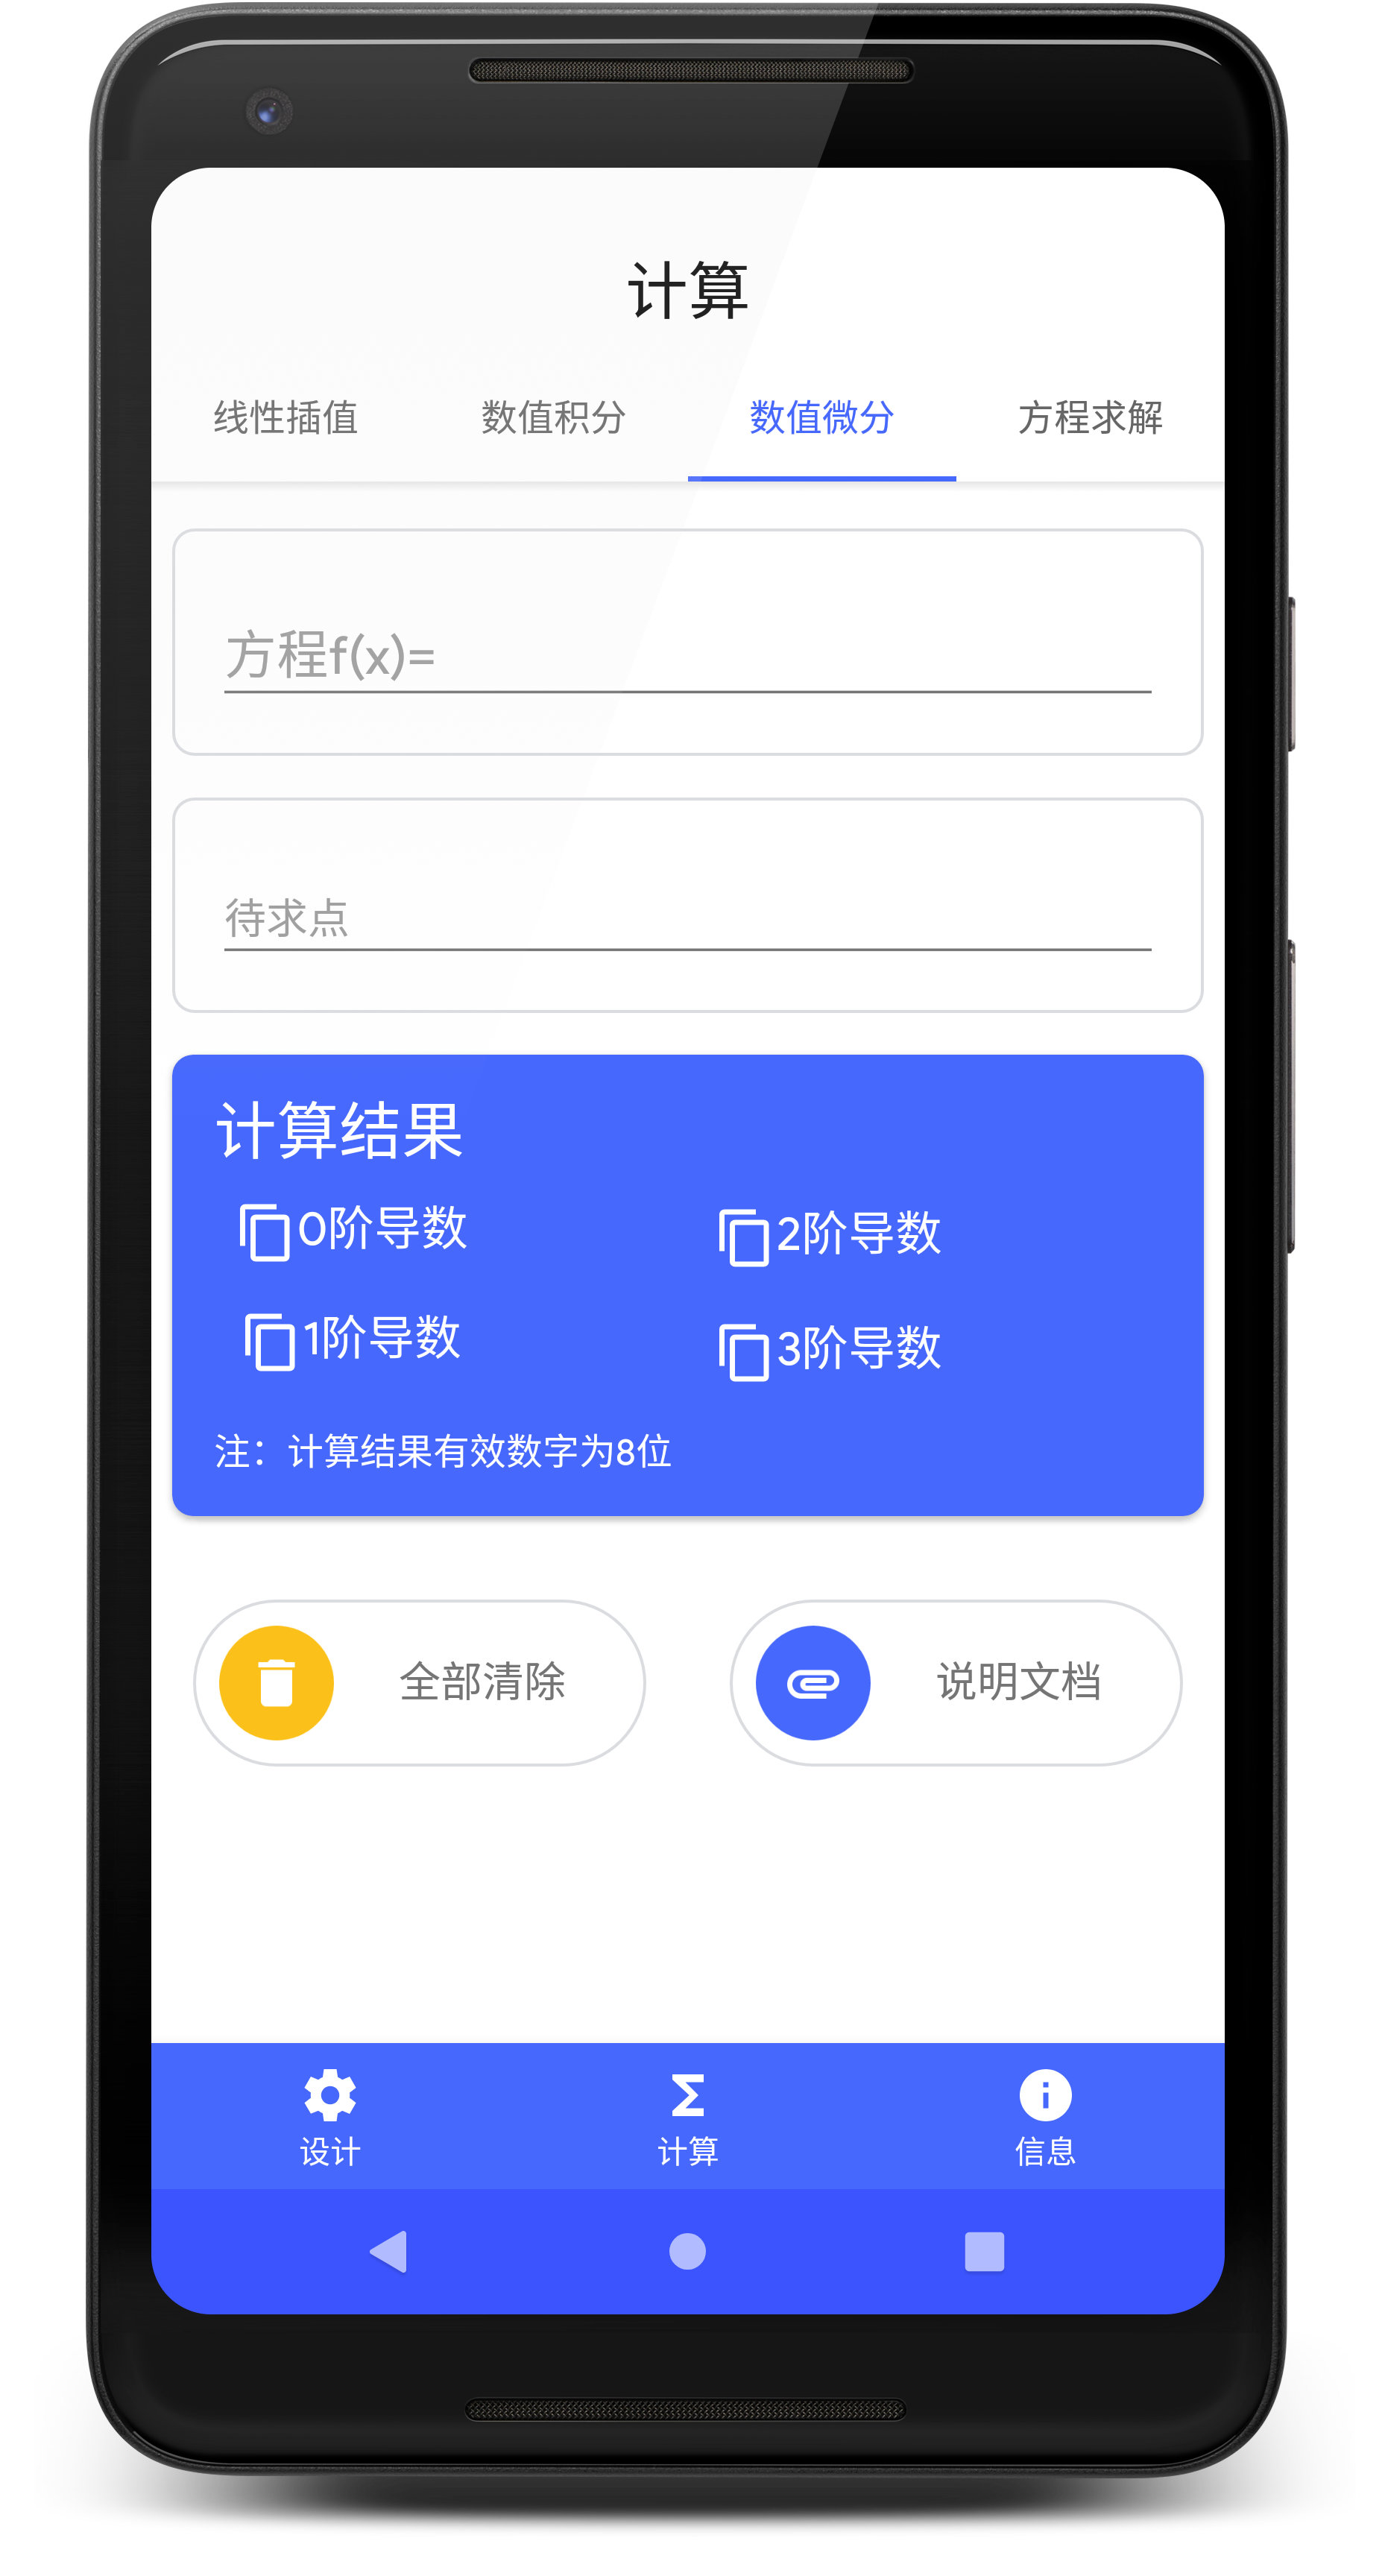 计算
线性插值 数值积分 数值微分 方程求解
方程f(x)=
待求点
计算结果
0阶导数 2阶导数
1阶导数 3阶导数
注：计算结果有效数字为8位
全部清除 说明文档
设计 计算 信息